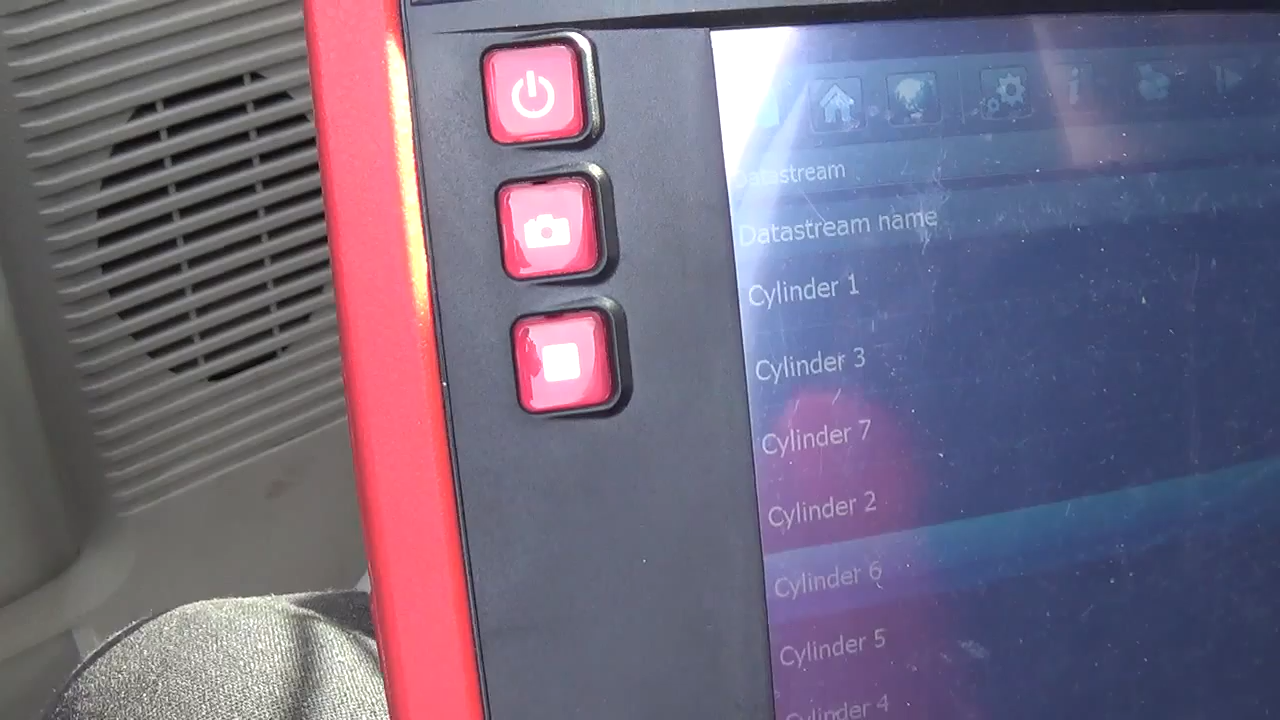 Datastream
Datastream name
Cylinder 1
Cylinder 3
Cylinder 7
Cylinder 2
Cylinder 6
Cylinder 5
Cylinder 4